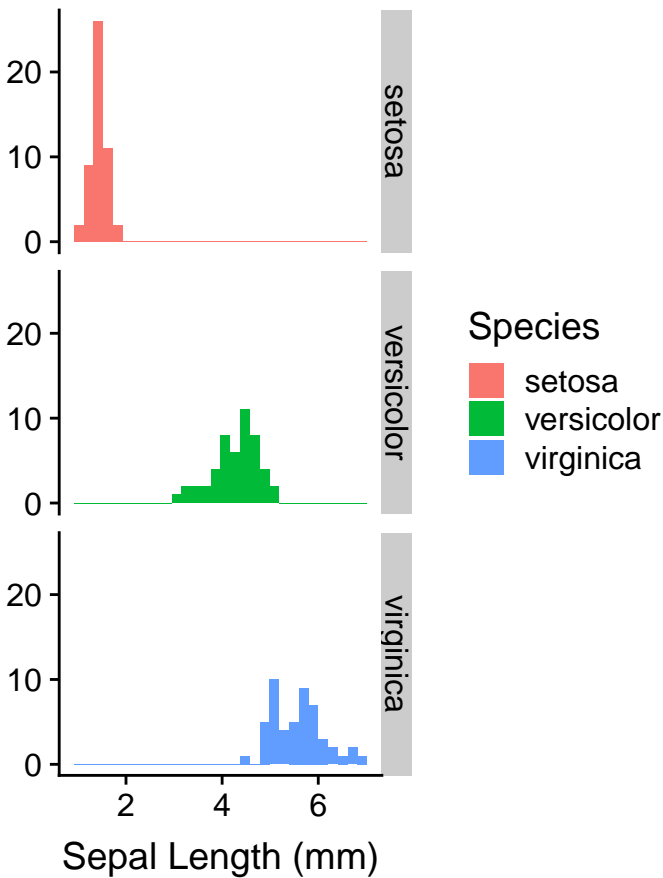 20
10
0
setosa
20
10
0
versicolor
20
10
0
virginica
2 4 6
Sepal Length (mm)
Species
setosa
versicolor
virginica